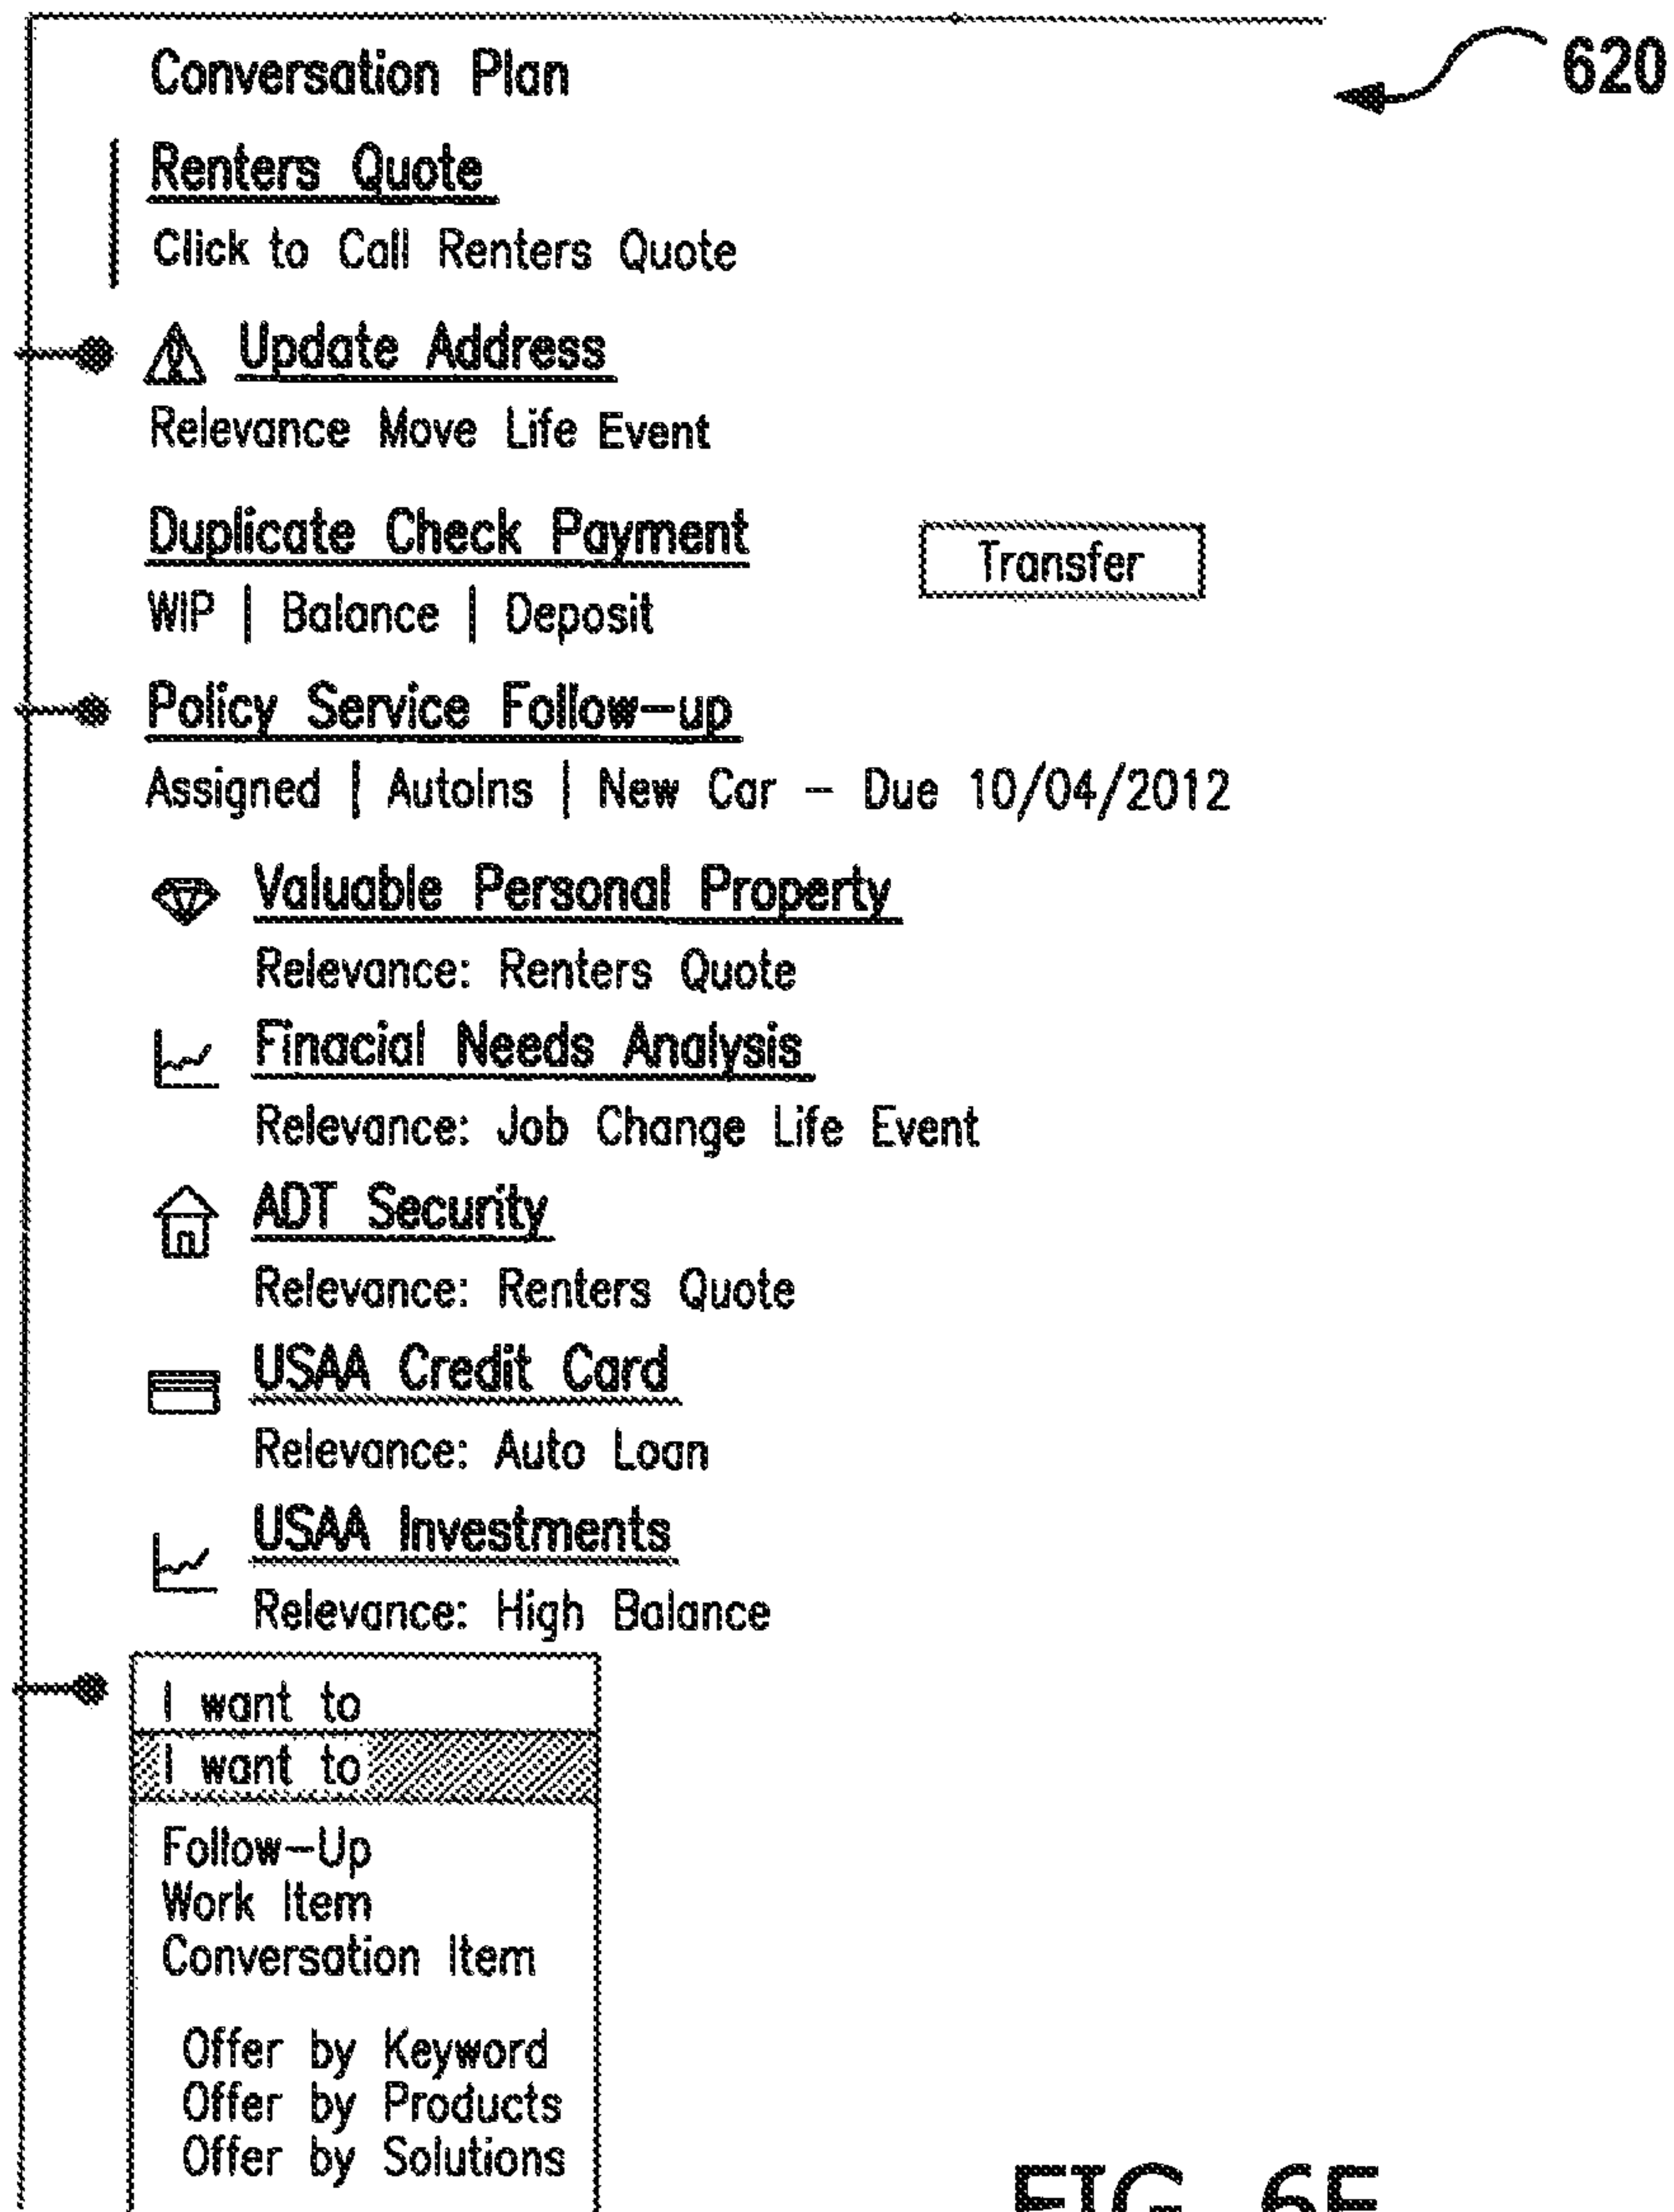 620
Conversation Plan
Renters Quote
Click to Call Renters Quote
Update Address
Relevance Move Life Event
Duplicate Check Payment
Transfer
WIP | Balance | Deposit
Policy Service Follow-up
Assigned | AutoIns | New Car – Due 10/04/2012
Valuable Personal Property
Relevance: Renters Quote
Finacial Needs Analysis
Relevance: Job Change Life Event
ADT Security
Relevance: Renters Quote
USAA Credit Card
Relevance: Auto Loan
USAA Investments
Relevance: High Balance
I want to
I want to
Follow-Up
Work Item
Conversation Item
Offer by Keyword
Offer by Products
Offer by Solutions
FIG.